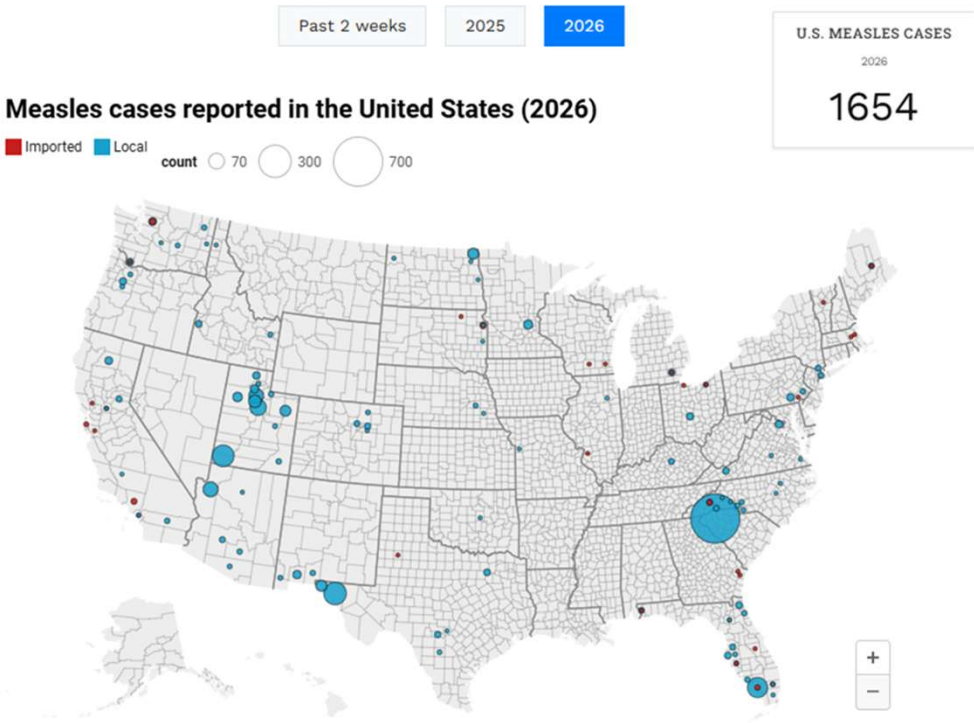 Past 2 weeks
2025
2026
U.S. MEASLES CASES
2026
1654
Measles cases reported in the United States (2026)
Imported Local count 70 300 700
+
−